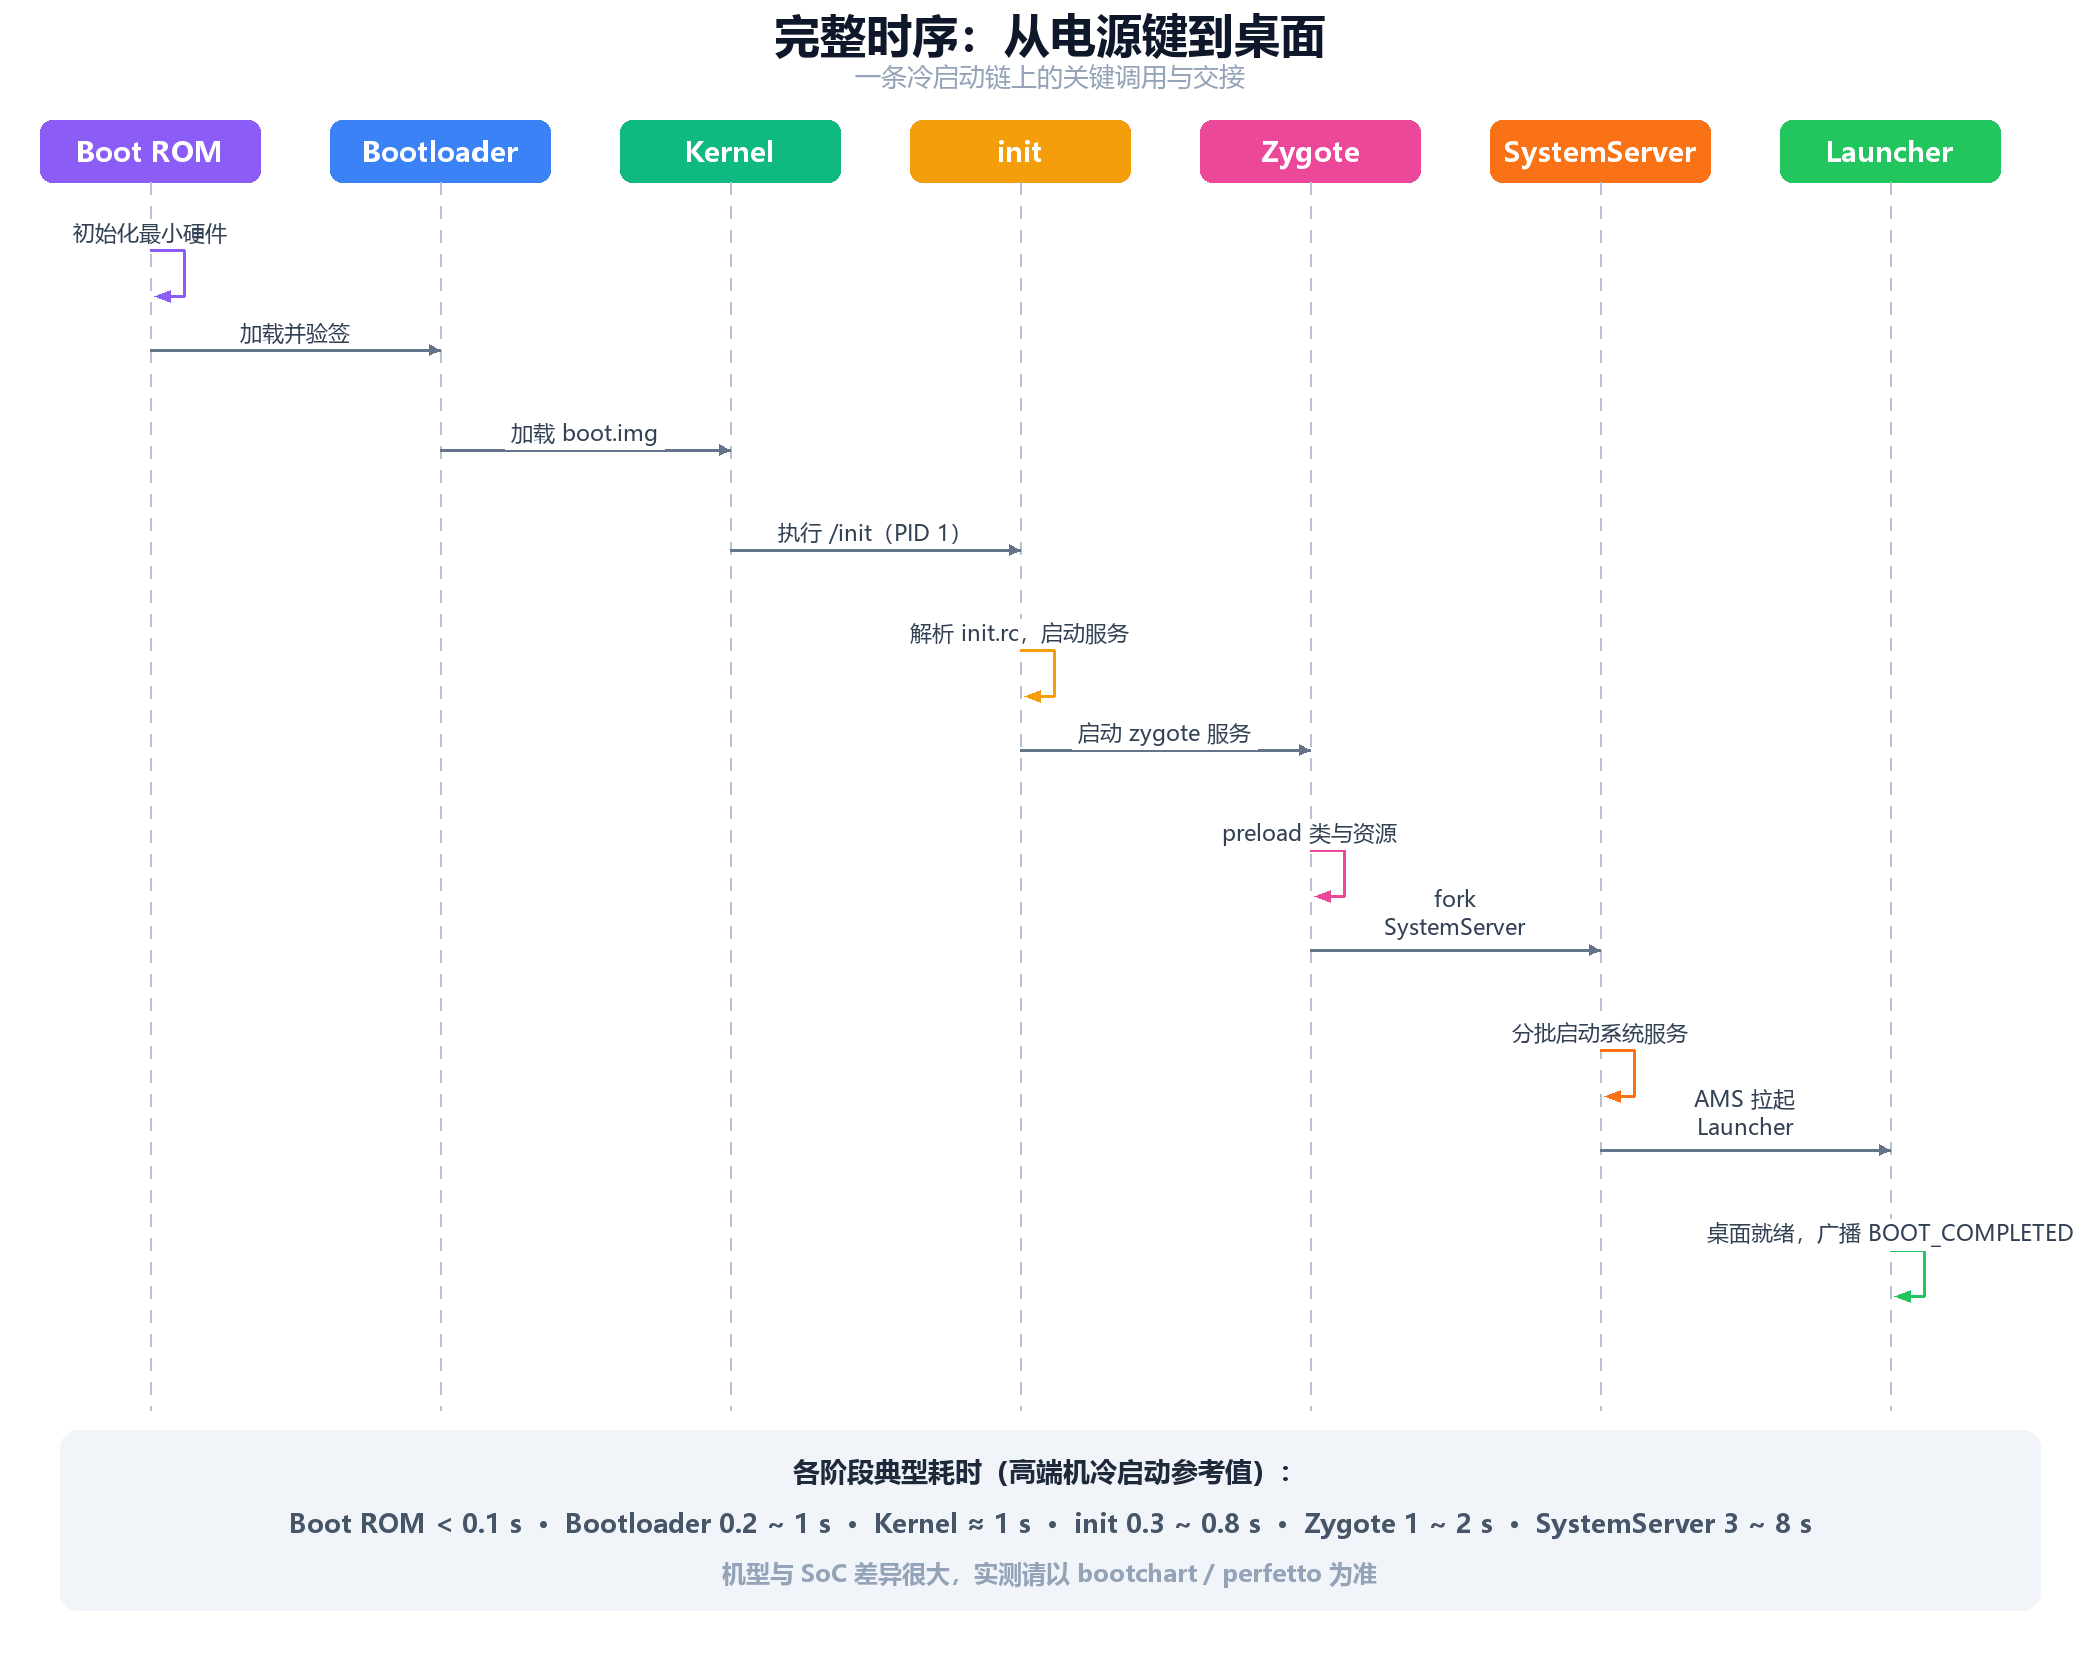 完整时序：从电源键到桌面
一条冷启动链上的关键调用与交接
Boot ROM
Bootloader
Kernel
init
Zygote
SystemServer
Launcher
初始化最小硬件
加载并验签
加载 boot.img
执行 /init（PID 1）
解析 init.rc，启动服务
启动 zygote 服务
preload 类与资源
fork
SystemServer
分批启动系统服务
AMS 拉起
Launcher
桌面就绪，广播 BOOT_COMPLETED
各阶段典型耗时（高端机冷启动参考值）：
Boot ROM < 0.1 s • Bootloader 0.2 ~ 1 s • Kernel ≈ 1 s • init 0.3 ~ 0.8 s • Zygote 1 ~ 2 s • SystemServer 3 ~ 8 s
机型与 SoC 差异很大，实测请以 bootchart / perfetto 为准